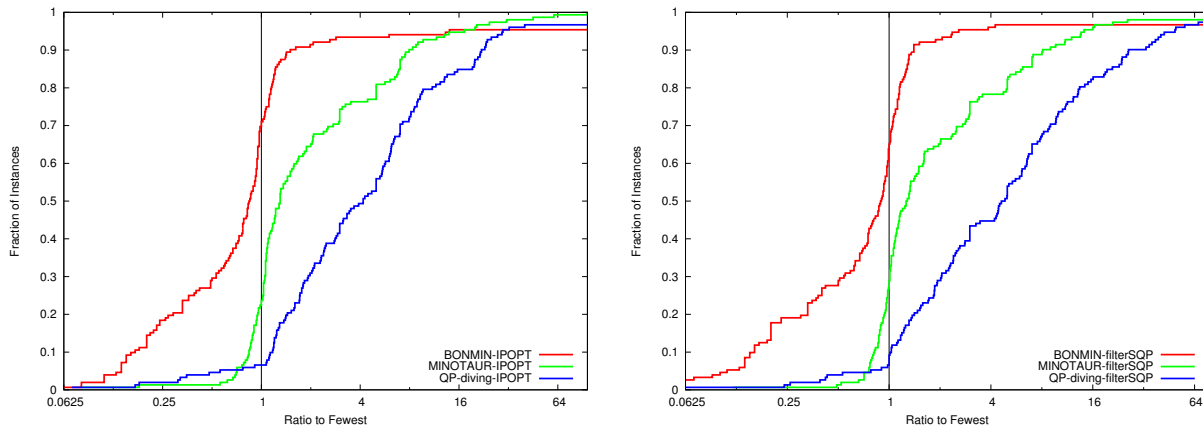 1
0.9
0.8
0.7
0.6
0.5
0.4
0.3
0.2
0.1
0
Fraction of Instances
BONMIN-IPOPT
MINOTAUR-IPOPT
QP-diving-IPOPT
0.0625 0.25 1 4 16 64
Ratio to Fewest
1
0.9
0.8
0.7
0.6
0.5
0.4
0.3
0.2
0.1
0
Fraction of Instances
BONMIN-filterSQP
MINOTAUR-filterSQP
QP-diving-filterSQP
0.0625 0.25 1 4 16 64
Ratio to Fewest